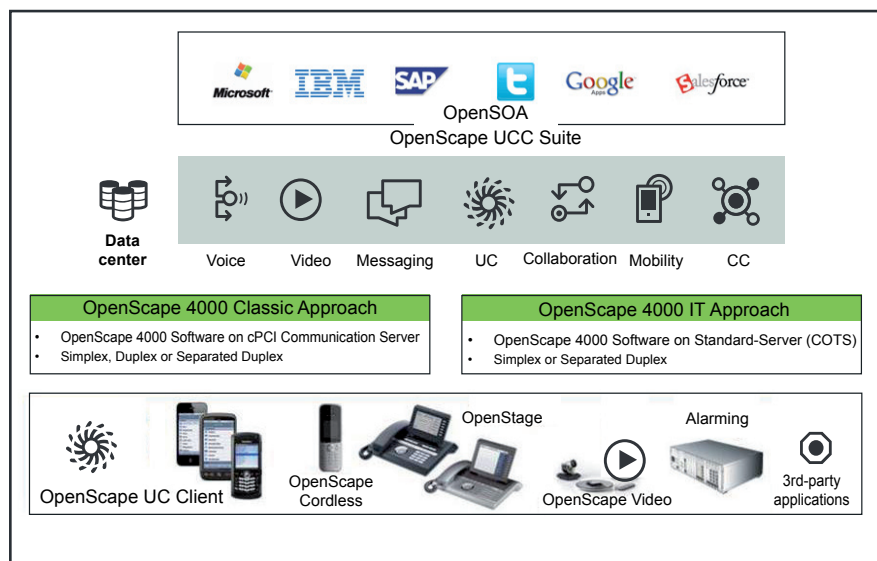 Microsoft
IBM
SAP
t
Google
Apps
Salesforce
OpenSOA
OpenScape UCC Suite
Data
center
Voice
Video
Messaging
UC
Collaboration
Mobility
CC
OpenScape 4000 Classic Approach
• OpenScape 4000 Software on cPCI Communication Server
• Simplex, Duplex or Separated Duplex
OpenScape 4000 IT Approach
• OpenScape 4000 Software on Standard-Server (COTS)
• Simplex or Separated Duplex
OpenScape UC Client
OpenScape
Cordless
OpenStage
OpenScape Video
Alarming
3rd-party
applications